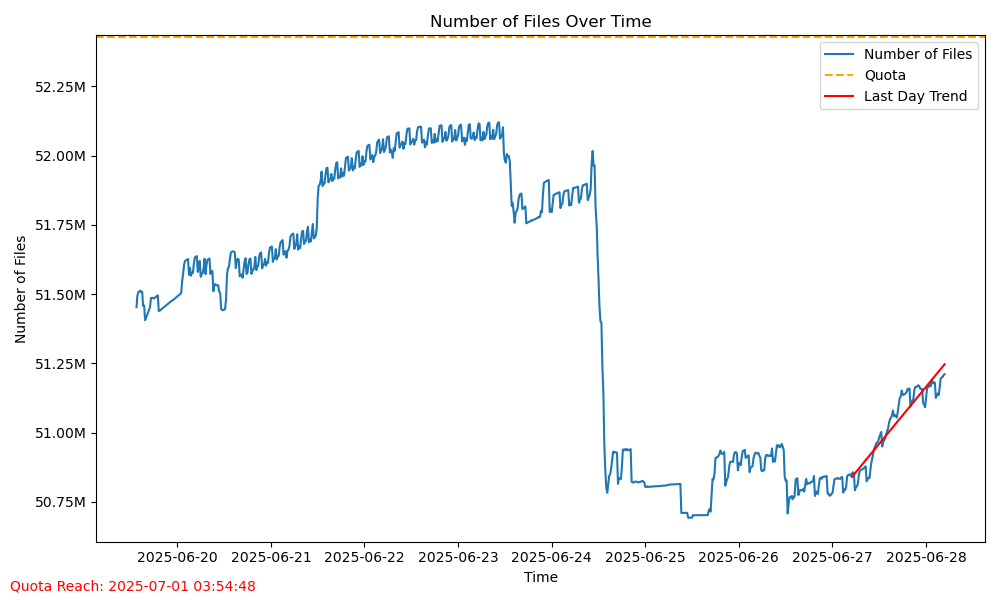 Number of Files Over Time
Number of Files
Quota
Last Day Trend
52.25M
52.00M
51.75M
51.50M
51.25M
51.00M
50.75M
Number of Files
2025-06-20 2025-06-21 2025-06-22 2025-06-23 2025-06-24 2025-06-25 2025-06-26 2025-06-27 2025-06-28
Time
Quota Reach: 2025-07-01 03:54:48